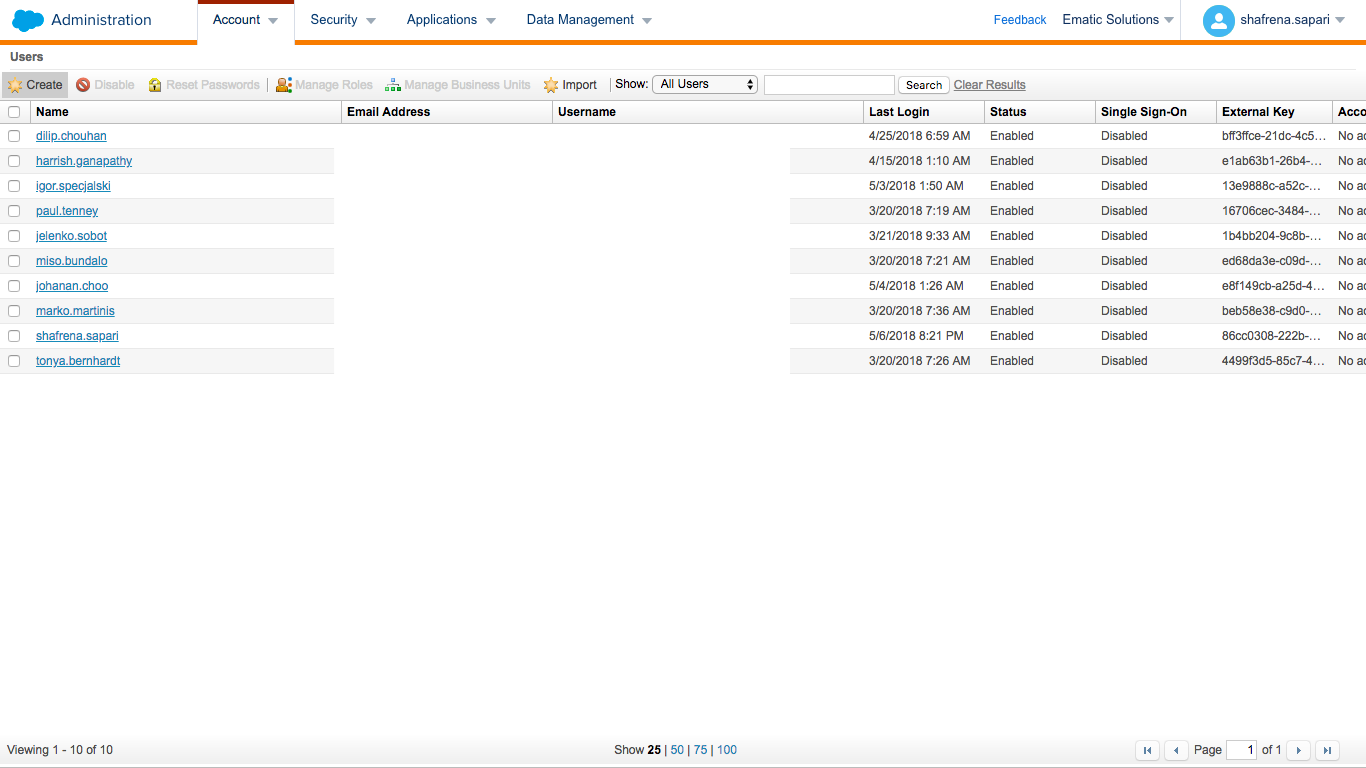 Administration Account Security Applications Data Management Feedback Ematic Solutions shafrena.sapari
Users
Create Disable Reset Passwords Manage Roles Manage Business Units Import Show: All Users Search Clear Results
Name Email Address Username Last Login Status Single Sign-On External Key Acco
dilip.chouhan 4/25/2018 6:59 AM Enabled Disabled bff3ffce-21dc-4c5... No ac
harrish.ganapathy 4/15/2018 1:10 AM Enabled Disabled e1ab63b1-26b4-... No ac
igor.specjalski 5/3/2018 1:50 AM Enabled Disabled 13e9888c-a52c-... No ac
paul.tenney 3/20/2018 7:19 AM Enabled Disabled 16706cec-3484-... No ac
jelenko.sobot 3/21/2018 9:33 AM Enabled Disabled 1b4bb204-9c8b-... No ac
miso.bundalo 3/20/2018 7:21 AM Enabled Disabled ed68da3e-c09d-... No ac
johanan.choo 5/4/2018 1:26 AM Enabled Disabled e8f149cb-a25d-4... No ac
marko.martinis 3/20/2018 7:36 AM Enabled Disabled beb58e38-c9d0-... No ac
shafrena.sapari 5/6/2018 8:21 PM Enabled Disabled 86cc0308-222b-... No ac
tonya.bernhardt 3/20/2018 7:26 AM Enabled Disabled 4499f3d5-85c7-4... No ac
Viewing 1 - 10 of 10 Show 25 | 50 | 75 | 100 Page 1 of 1